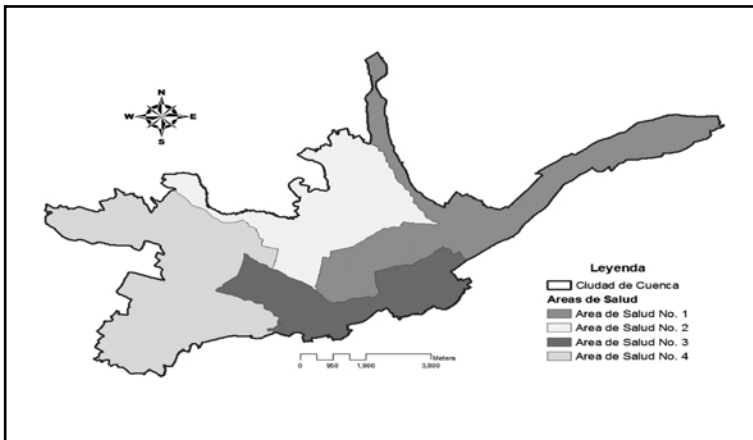 N
W E
S
Leyenda
Ciudad de Cuenca
Areas de Salud
Area de Salud No. 1
Area de Salud No. 2
Area de Salud No. 3
Area de Salud No. 4
Meters
0 950 1,900 3,800